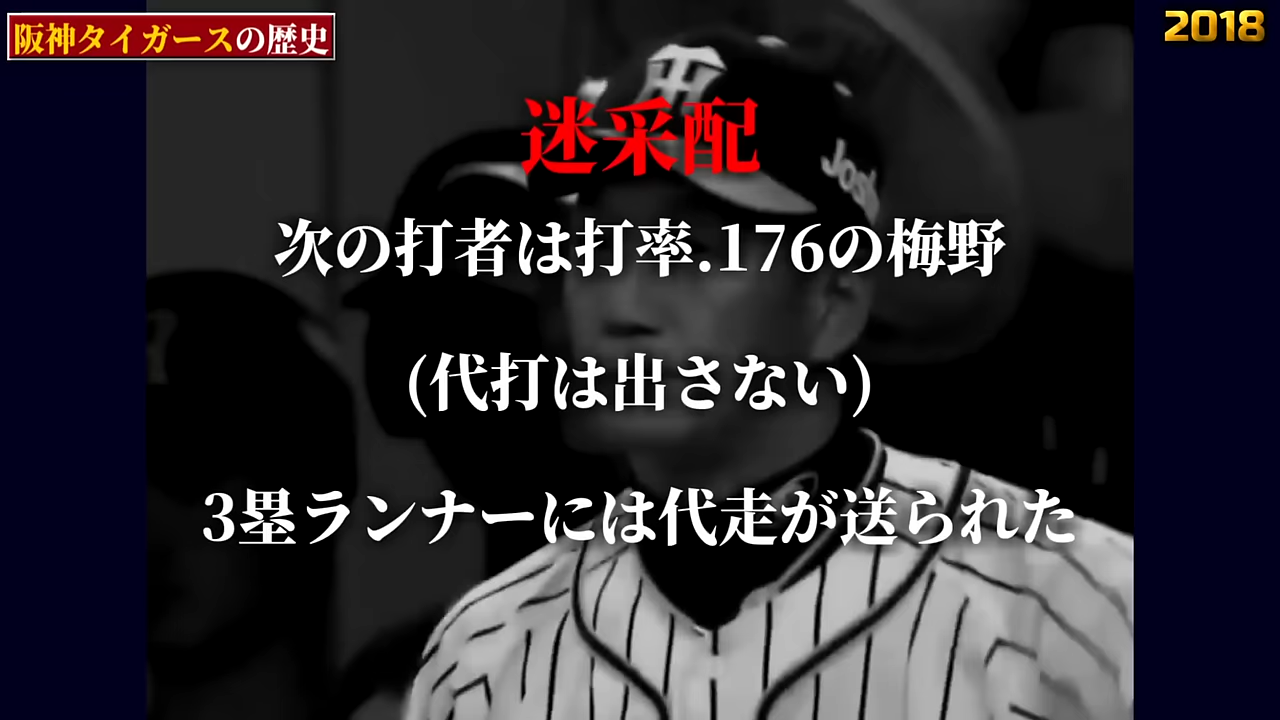 阪神タイガースの歴史
2018
迷采配
Josh
次の打者は打率.176の梅野
(代打は出さない)
3塁ランナーには代走が送られた